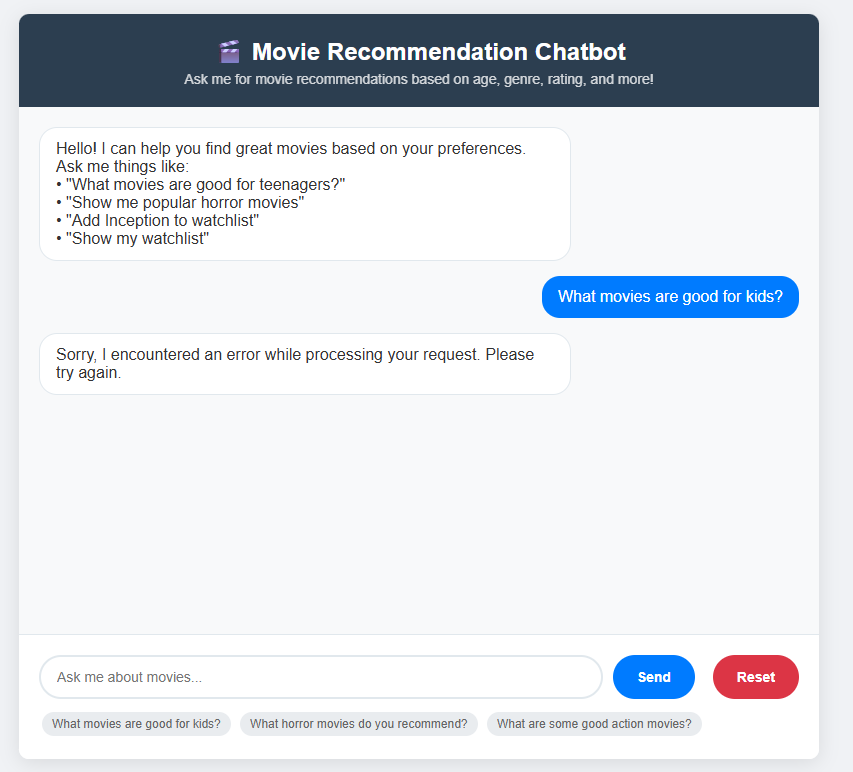 🎬 Movie Recommendation Chatbot
Ask me for movie recommendations based on age, genre, rating, and more!
Hello! I can help you find great movies based on your preferences.
Ask me things like:
• "What movies are good for teenagers?"
• "Show me popular horror movies"
• "Add Inception to watchlist"
• "Show my watchlist"
What movies are good for kids?
Sorry, I encountered an error while processing your request. Please
try again.
Ask me about movies...
Send
Reset
What movies are good for kids?
What horror movies do you recommend?
What are some good action movies?